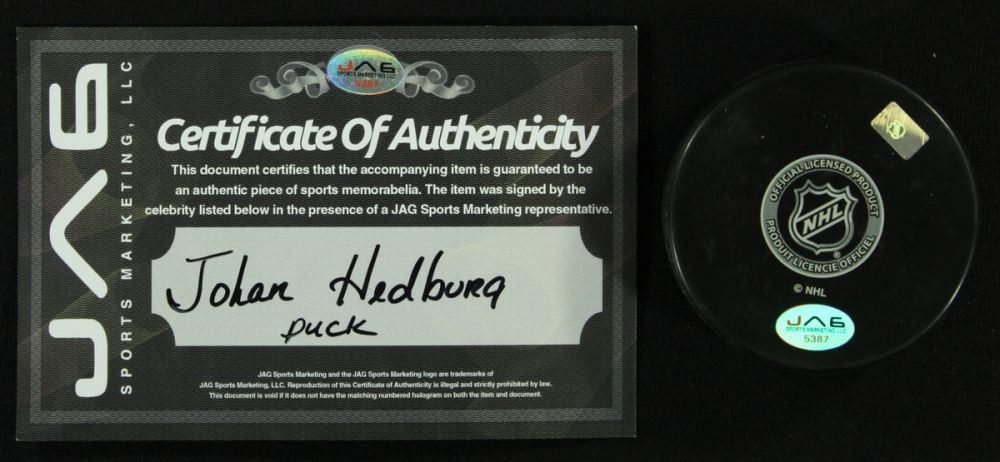 JAG
SPORTS MARKETING, LLC
JAG
SPORTS MARKETING LLC
5387
Certificate Of Authenticity
This document certifies that the accompanying item is guaranteed to be
an authentic piece of sports memorabilia. The item was signed by the
celebrity listed below in the presence of a JAG Sports Marketing representative.
Johan Hedburg
Puck
JAG Sports Marketing and the JAG Sports Marketing logo are trademarks of
JAG Sports Marketing, LLC. Reproduction of this Certificate of Authenticity is illegal and strictly prohibited by law.
This document is void if it does not have the matching numbered hologram on both the item and document.
OFFICIAL LICENSED PRODUCT
NHL
®
PRODUIT LICENCIE OFFICIEL
© NHL
JAG
SPORTS MARKETING LLC
5387